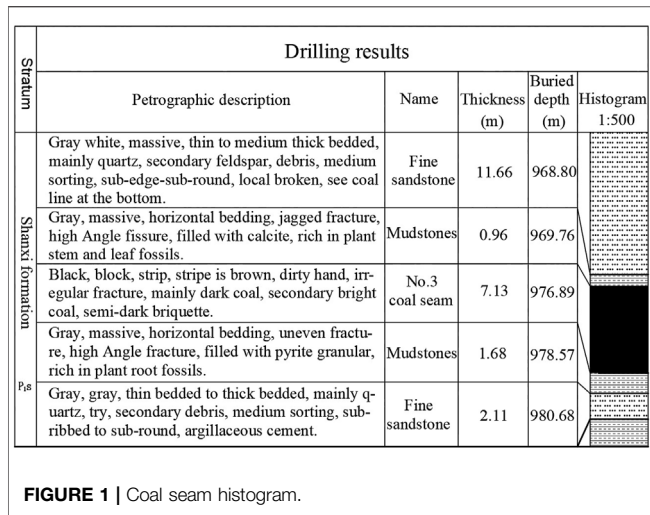 Stratum
Drilling results
Petrographic description
Name
Thickness
(m)
Buried
depth
(m)
Histogram
1:500
Shanxi formation
P₁s
Gray white, massive, thin to medium thick bedded,
mainly quartz, secondary feldspar, debris, medium
sorting, sub-edge-sub-round, local broken, see coal
line at the bottom.
Fine
sandstone
11.66
968.80
Gray, massive, horizontal bedding, jagged fracture,
high Angle fissure, filled with calcite, rich in plant
stem and leaf fossils.
Mudstones
0.96
969.76
Black, block, strip, stripe is brown, dirty hand, irr-
egular fracture, mainly dark coal, secondary bright
coal, semi-dark briquette.
No.3
coal seam
7.13
976.89
Gray, massive, horizontal bedding, uneven fractu-
re, high Angle fracture, filled with pyrite granular,
rich in plant root fossils.
Mudstones
1.68
978.57
Gray, gray, thin bedded to thick bedded, mainly q-
uartz, try, secondary debris, medium sorting, sub-
ribbed to sub-round, argillaceous cement.
Fine
sandstone
2.11
980.68
FIGURE 1 | Coal seam histogram.